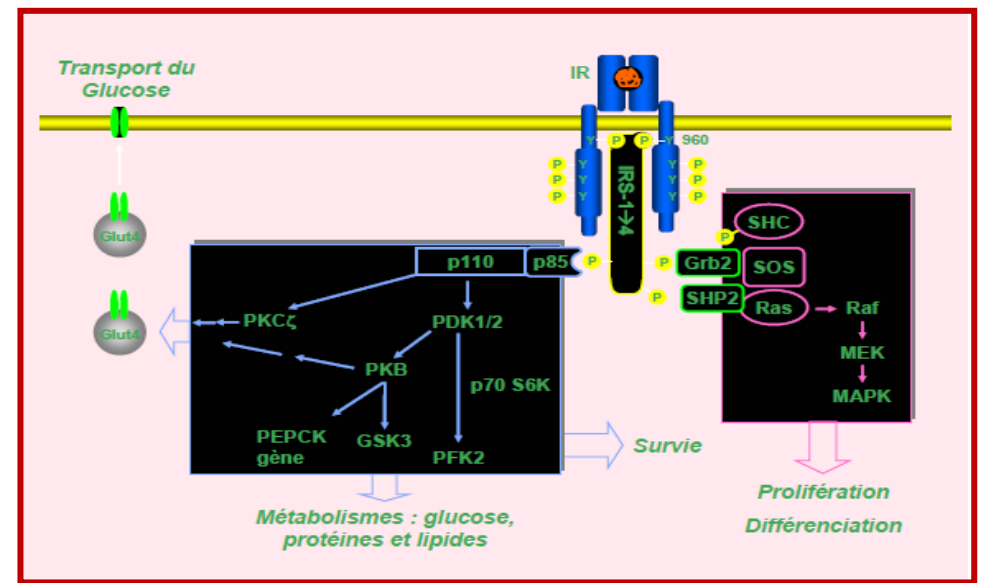 Transport du
Glucose
IR
Y P P Y 960
P Y Y P
P Y Y P
P Y Y P
IRS-1→4
Glut4
SHC
P
p110 p85 P P Grb2 SOS
P SHP2 Ras Raf
Glut4
PKCζ PDK1/2
MEK
PKB
p70 S6K
MAPK
PEPCK
gène
GSK3
PFK2
Survie
Prolifération
Différenciation
Métabolismes : glucose,
protéines et lipides